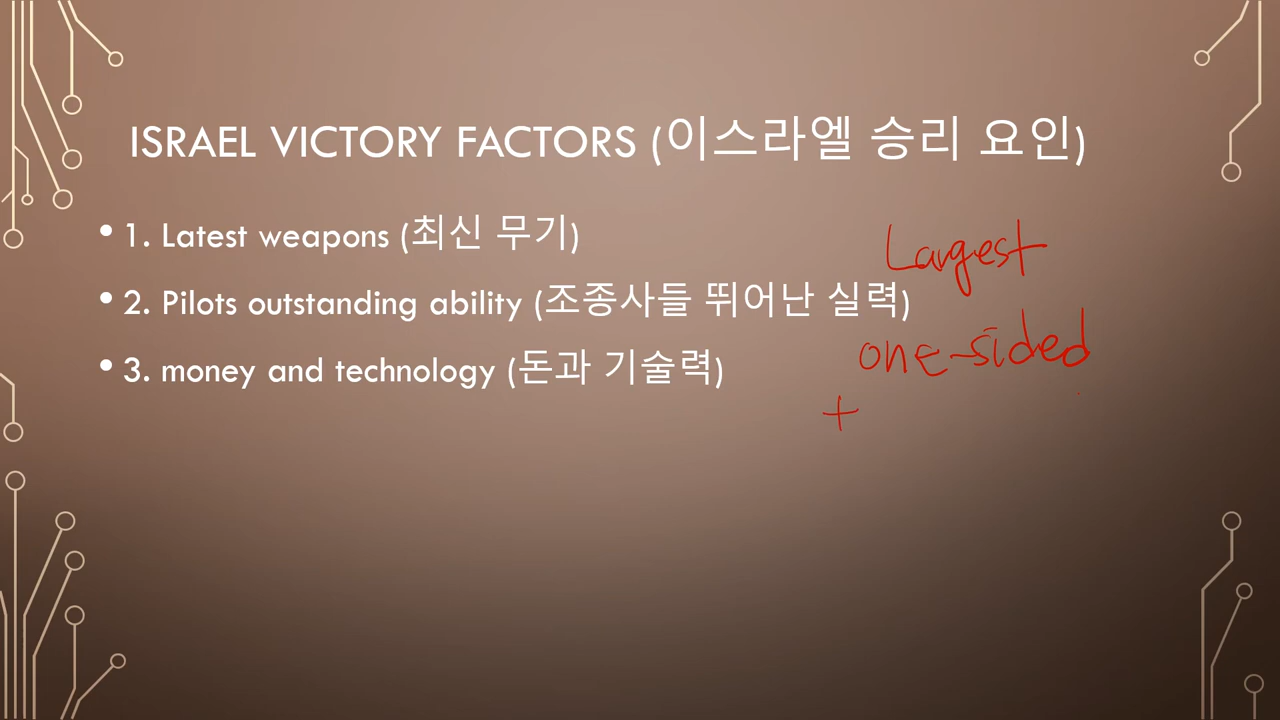 ISRAEL VICTORY FACTORS (이스라엘 승리 요인)
• 1. Latest weapons (최신 무기)
Largest
• 2. Pilots outstanding ability (조종사들 뛰어난 실력)
one-sided
• 3. money and technology (돈과 기술력)
+